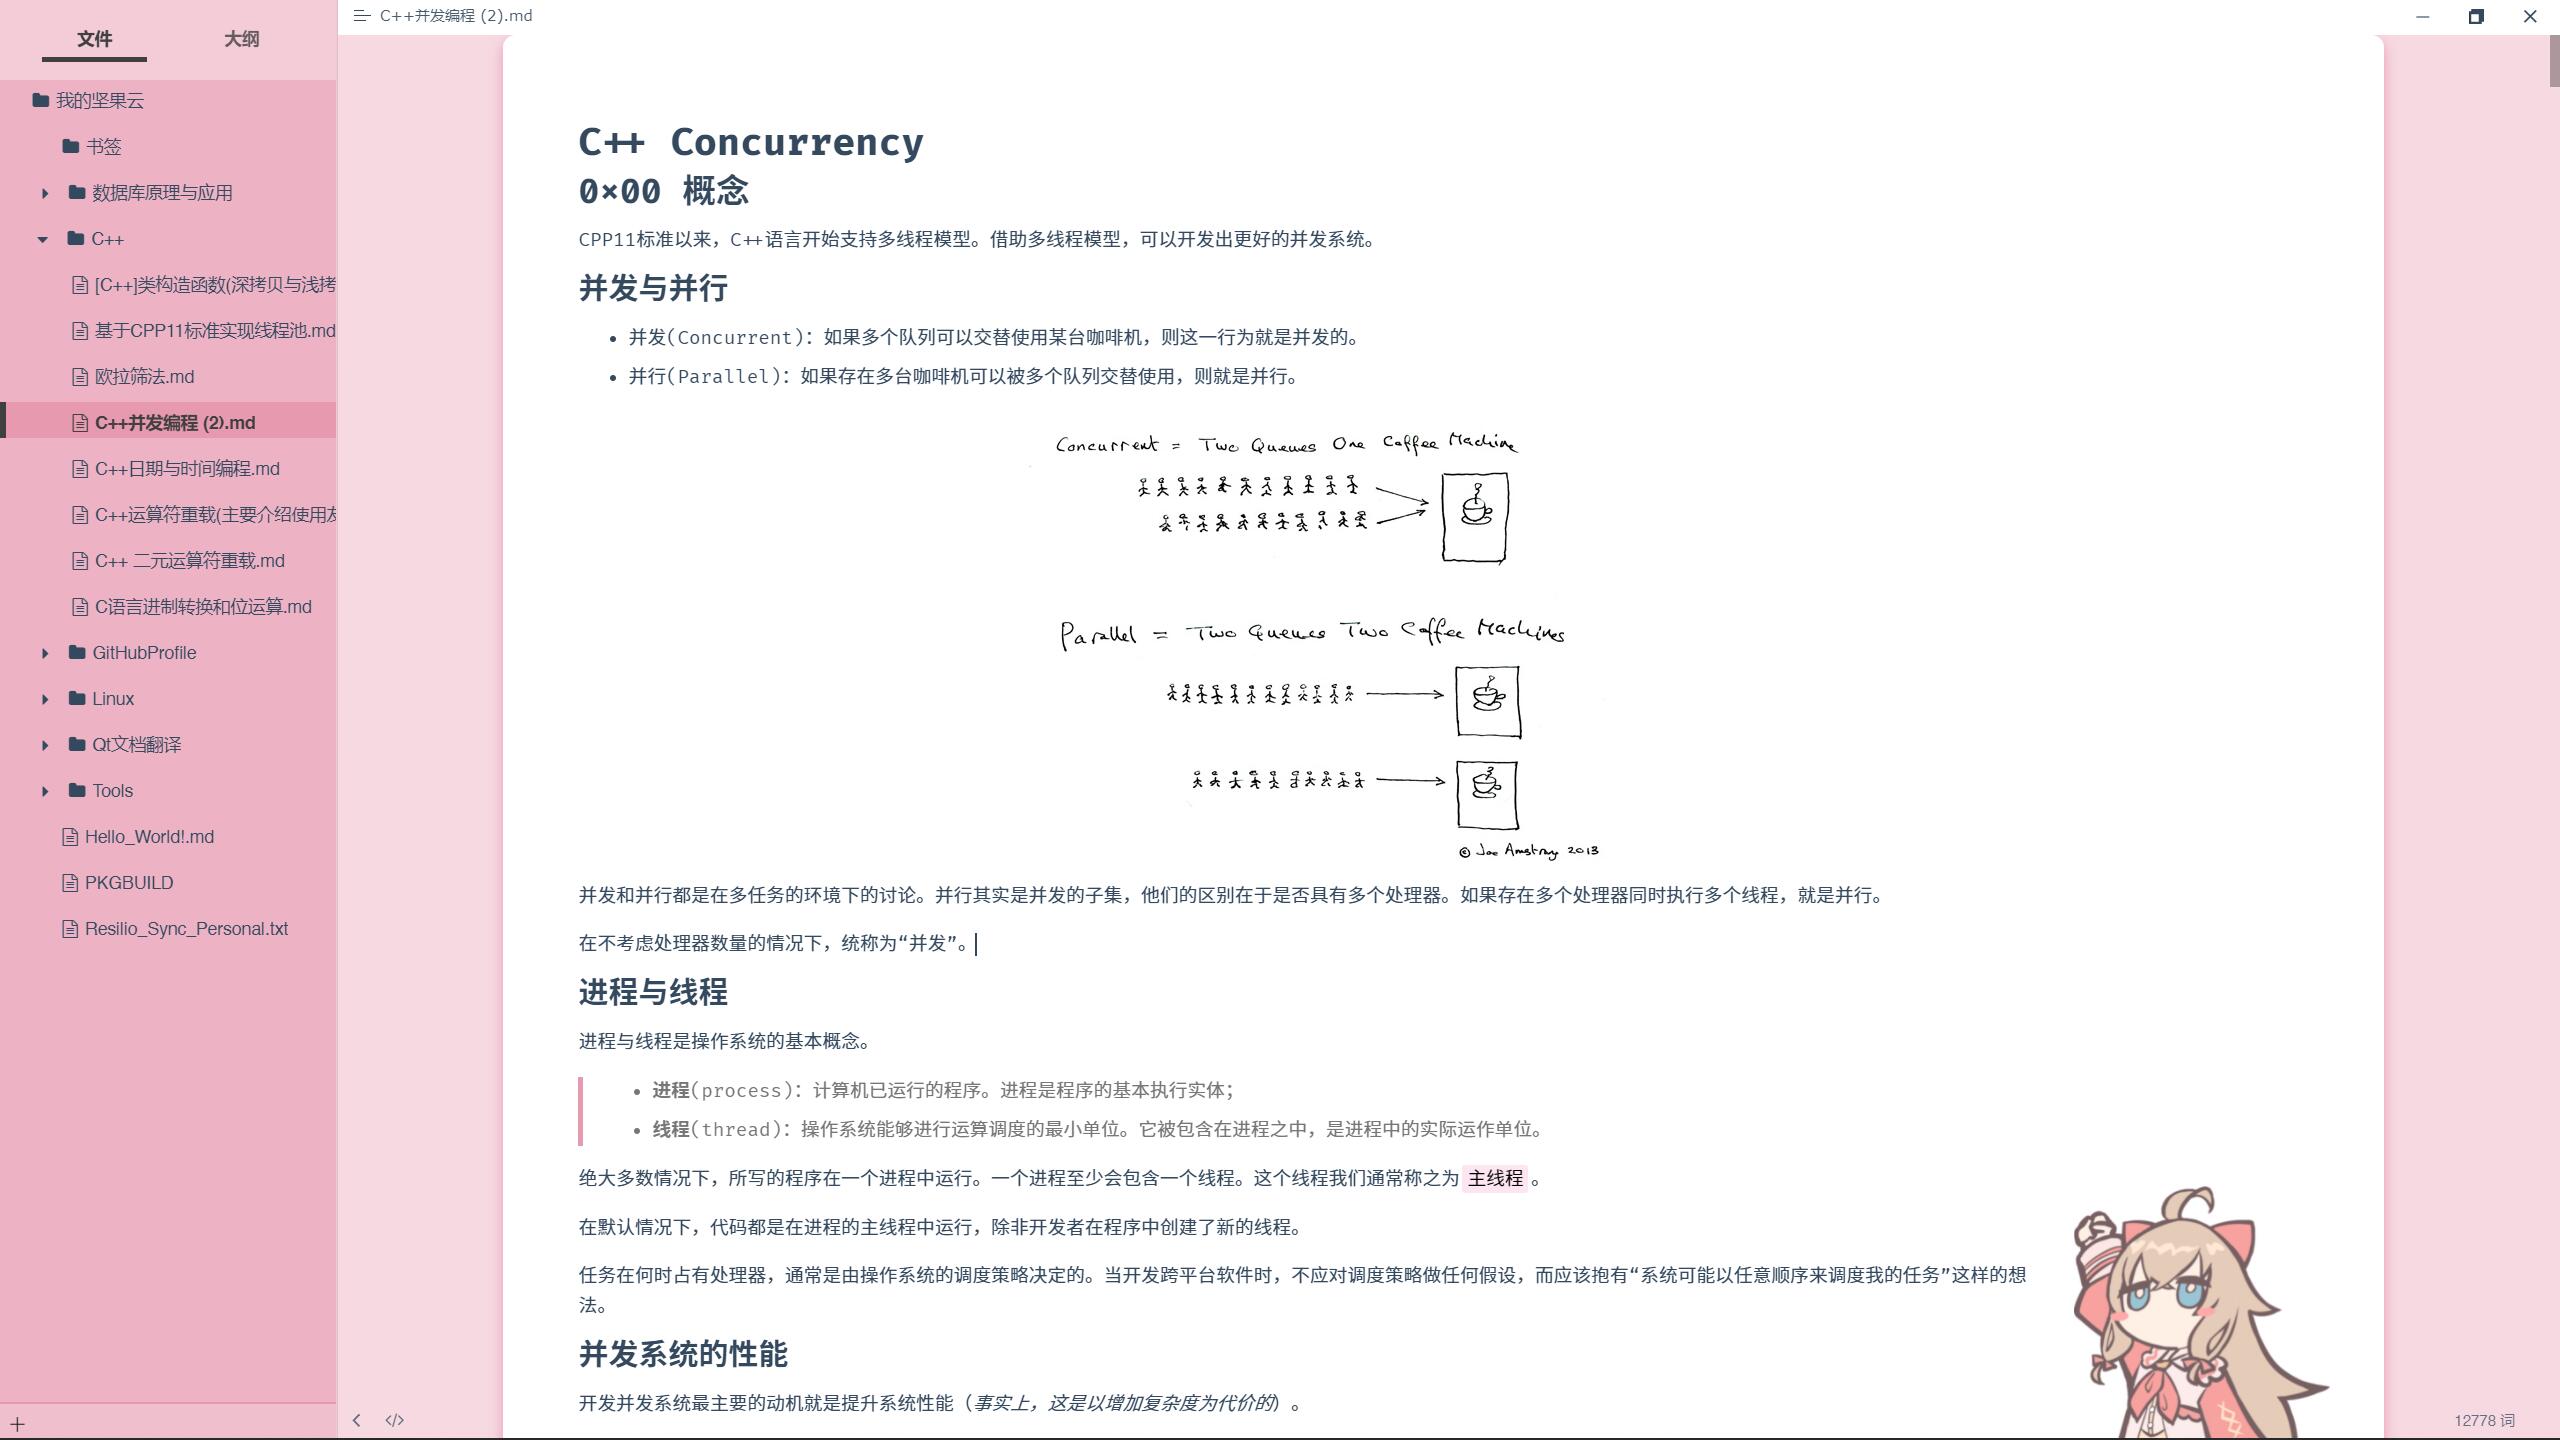 文件
大纲
我的坚果云
书签
数据库原理与应用
C++
[C++]类构造函数(深拷贝与浅拷
基于CPP11标准实现线程池.md
欧拉筛法.md
C++并发编程 (2).md
C++日期与时间编程.md
C++运算符重载(主要介绍使用友
C++ 二元运算符重载.md
C语言进制转换和位运算.md
GitHubProfile
Linux
Qt文档翻译
Tools
Hello_World!.md
PKGBUILD
Resilio_Sync_Personal.txt
C++并发编程 (2).md
C++ Concurrency
0×00 概念
CPP11标准以来，C++语言开始支持多线程模型。借助多线程模型，可以开发出更好的并发系统。
并发与并行
• 并发(Concurrent)：如果多个队列可以交替使用某台咖啡机，则这一行为就是并发的。
• 并行(Parallel)：如果存在多台咖啡机可以被多个队列交替使用，则就是并行。
Concurrent = Two Queues One Coffee Machine
Parallel = Two Queues Two Coffee Machines
© Joe Armstrong 2013
并发和并行都是在多任务的环境下的讨论。并行其实是并发的子集，他们的区别在于是否具有多个处理器。如果存在多个处理器同时执行多个线程，就是并行。
在不考虑处理器数量的情况下，统称为“并发”。
进程与线程
进程与线程是操作系统的基本概念。
• 进程(process)：计算机已运行的程序。进程是程序的基本执行实体；
• 线程(thread)：操作系统能够进行运算调度的最小单位。它被包含在进程之中，是进程中的实际运作单位。
绝大多数情况下，所写的程序在一个进程中运行。一个进程至少会包含一个线程。这个线程我们通常称之为 主线程 。
在默认情况下，代码都是在进程的主线程中运行，除非开发者在程序中创建了新的线程。
任务在何时占有处理器，通常是由操作系统的调度策略决定的。当开发跨平台软件时，不应对调度策略做任何假设，而应该抱有“系统可能以任意顺序来调度我的任务”这样的想
法。
并发系统的性能
开发并发系统最主要的动机就是提升系统性能（事实上，这是以增加复杂度为代价的）。
12778 词